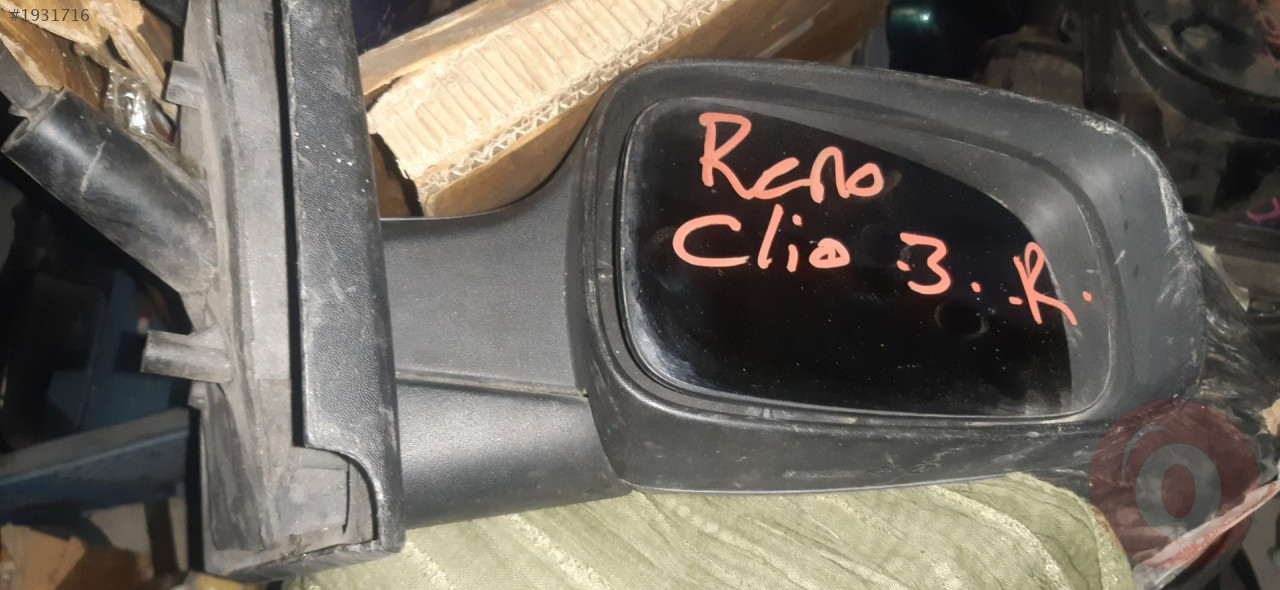 #1931716
Reno
Clio .3. .R.